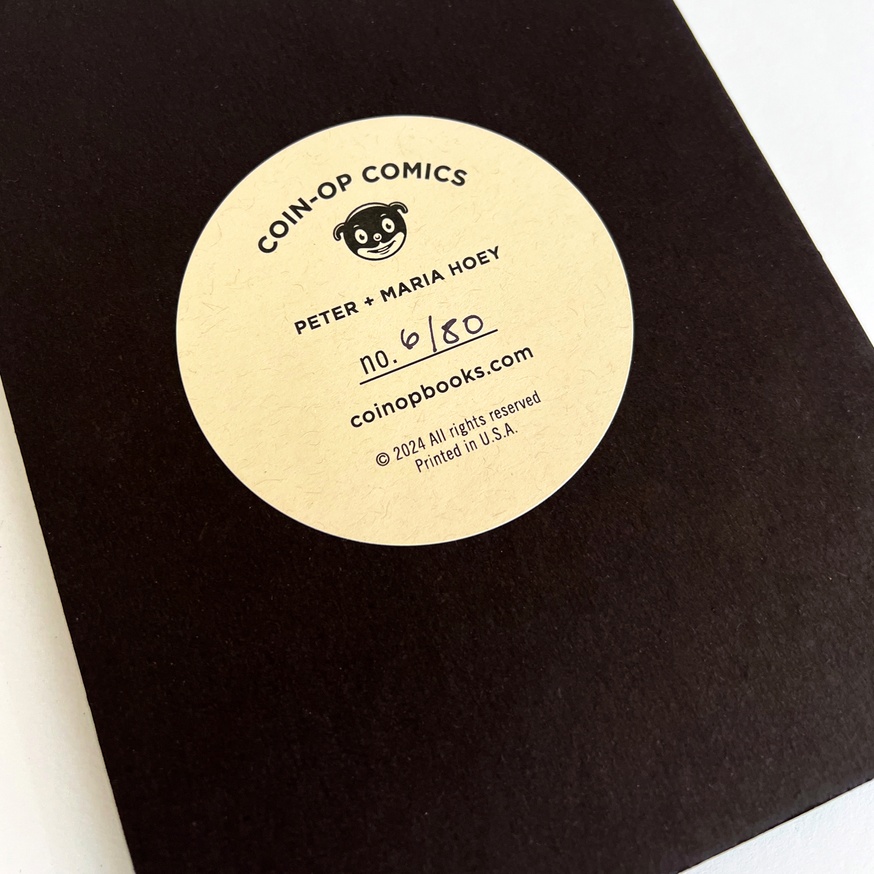 COIN-OP COMICS
PETER + MARIA HOEY
no. 6/80
coinopbooks.com
© 2024 All rights reserved
Printed in U.S.A.